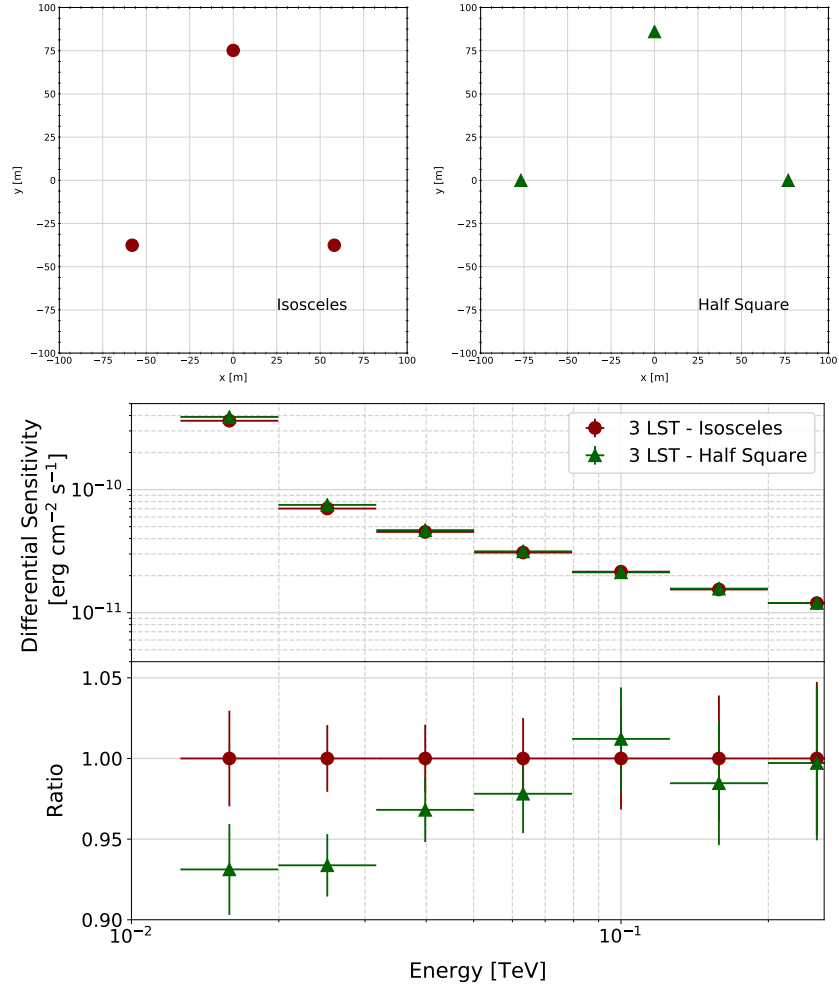 100
75
50
25
0
−25
−50
−75
−100
y [m]
Isosceles
−100 −75 −50 −25 0 25 50 75 100
x [m]
100
75
50
25
0
−25
−50
−75
−100
y [m]
Half Square
−100 −75 −50 −25 0 25 50 75 100
x [m]
Differential Sensitivity
[erg cm⁻² s⁻¹]
10⁻¹⁰
10⁻¹¹
3 LST - Isosceles
3 LST - Half Square
Ratio
1.05
1.00
0.95
0.90
10⁻² 10⁻¹
Energy [TeV]